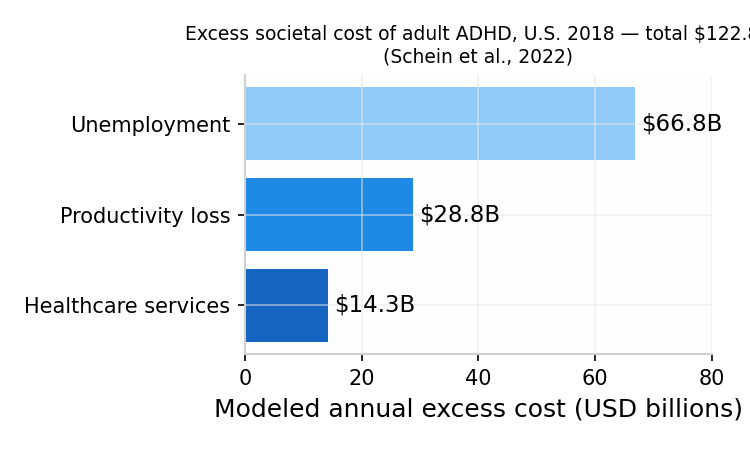 Excess societal cost of adult ADHD, U.S. 2018 — total $122.8
(Schein et al., 2022)
Unemployment
$66.8B
Productivity loss
$28.8B
Healthcare services
$14.3B
0 20 40 60 80
Modeled annual excess cost (USD billions)